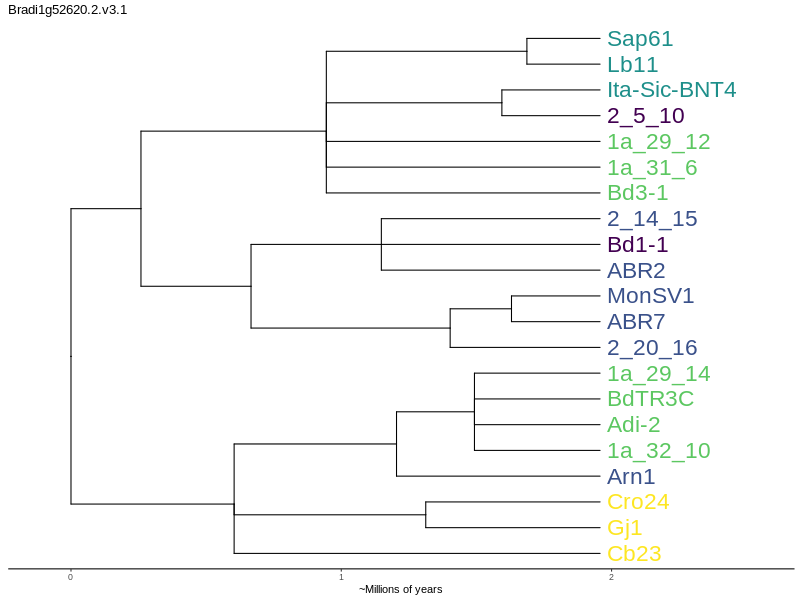 Bradi1g52620.2.v3.1
Sap61
Lb11
Ita-Sic-BNT4
2_5_10
1a_29_12
1a_31_6
Bd3-1
2_14_15
Bd1-1
ABR2
MonSV1
ABR7
2_20_16
1a_29_14
BdTR3C
Adi-2
1a_32_10
Arn1
Cro24
Gj1
Cb23
0 1 2
~Millions of years